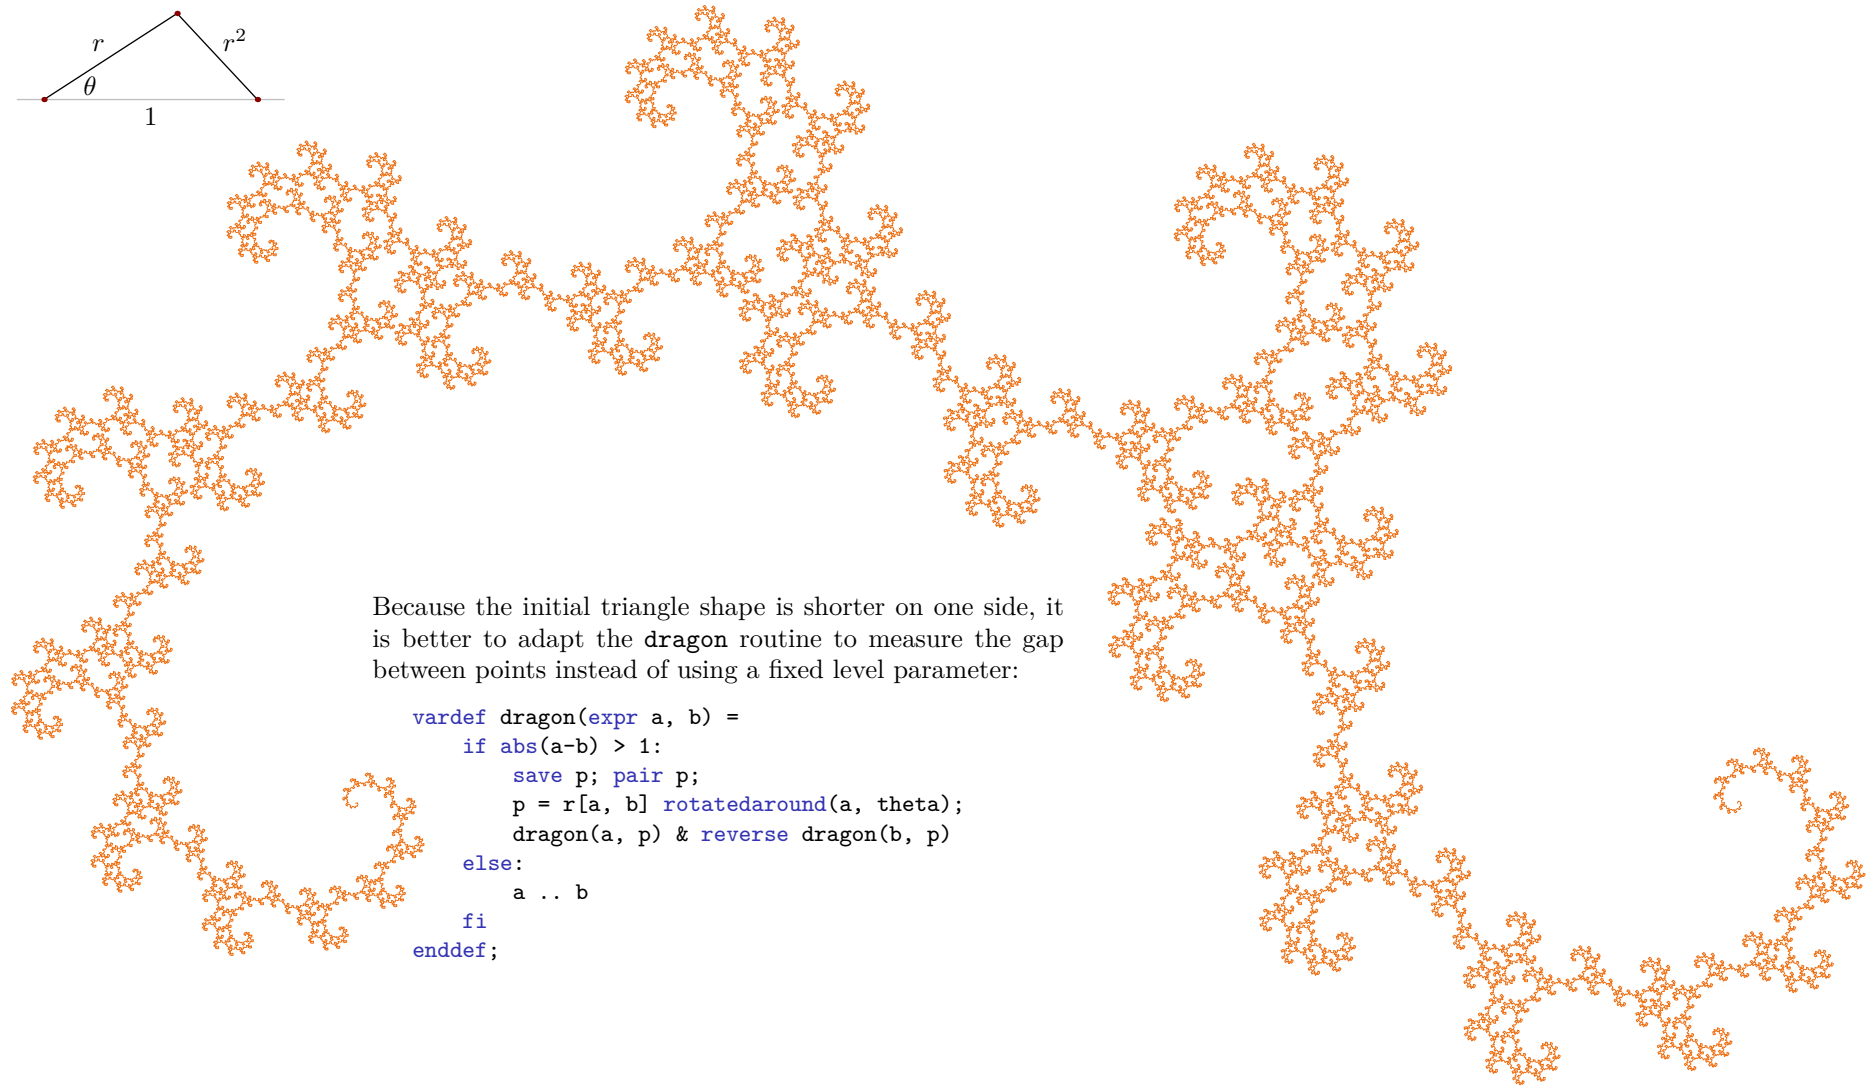 r
r²
θ
1
Because the initial triangle shape is shorter on one side, it
is better to adapt the dragon routine to measure the gap
between points instead of using a fixed level parameter:
vardef dragon(expr a, b) =
    if abs(a-b) > 1:
        save p; pair p;
        p = r[a, b] rotatedaround(a, theta);
        dragon(a, p) & reverse dragon(b, p)
    else:
        a .. b
    fi
enddef;